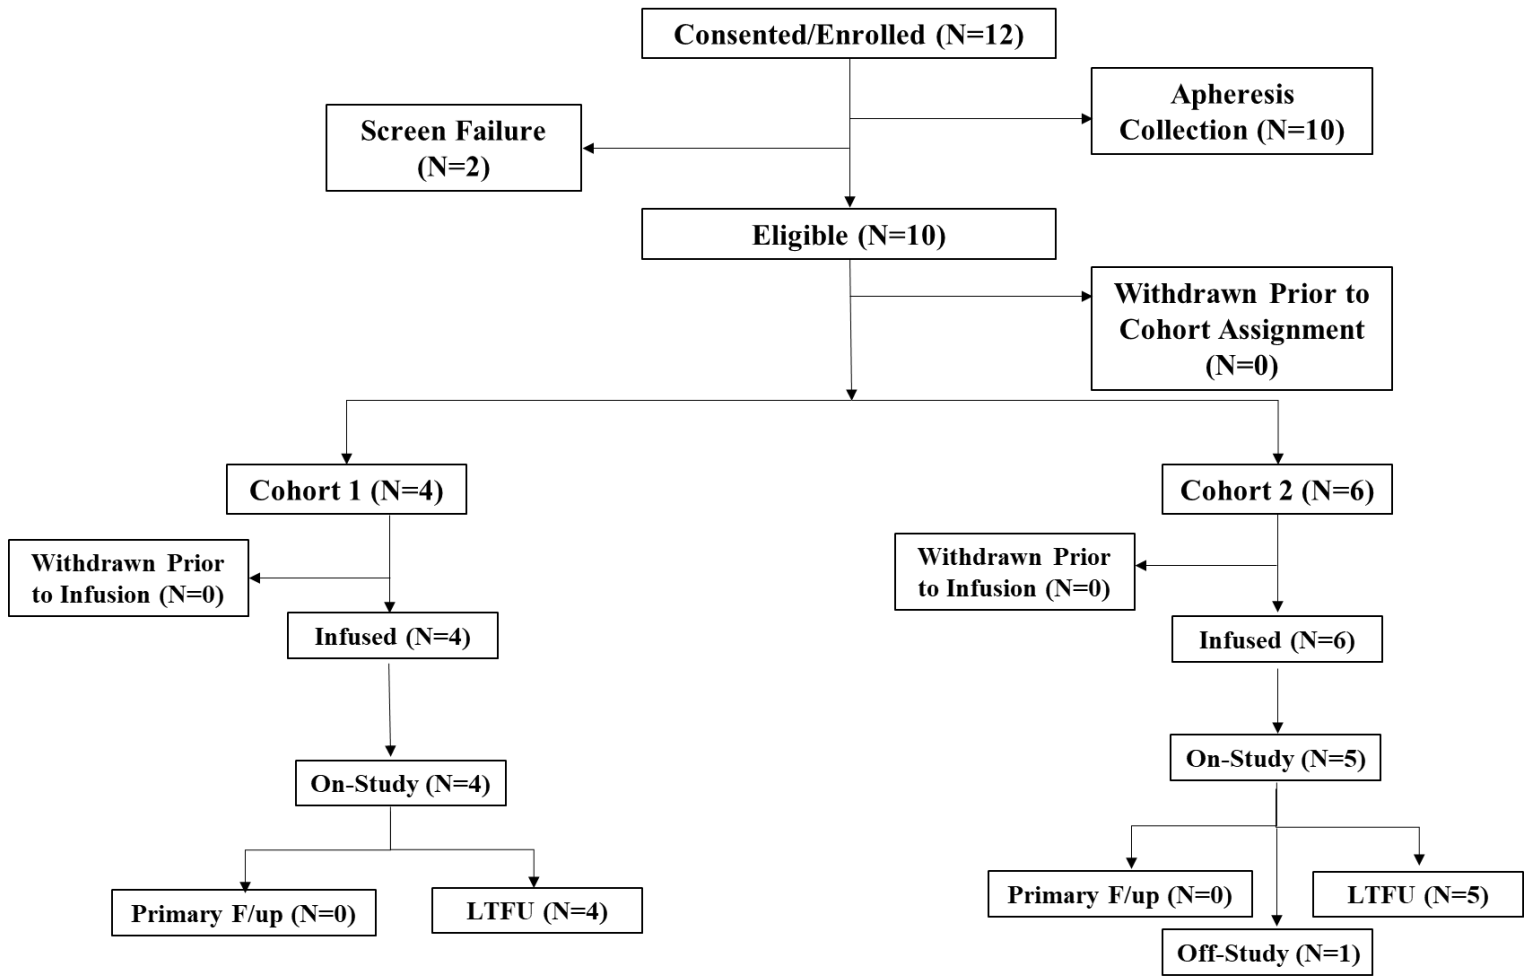 Consented/Enrolled (N=12)
Apheresis
Collection (N=10)
Screen Failure
(N=2)
Eligible (N=10)
Withdrawn Prior to
Cohort Assignment
(N=0)
Cohort 1 (N=4)
Cohort 2 (N=6)
Withdrawn Prior
to Infusion (N=0)
Withdrawn Prior
to Infusion (N=0)
Infused (N=4)
Infused (N=6)
On-Study (N=4)
On-Study (N=5)
Primary F/up (N=0)
LTFU (N=4)
Primary F/up (N=0)
LTFU (N=5)
Off-Study (N=1)